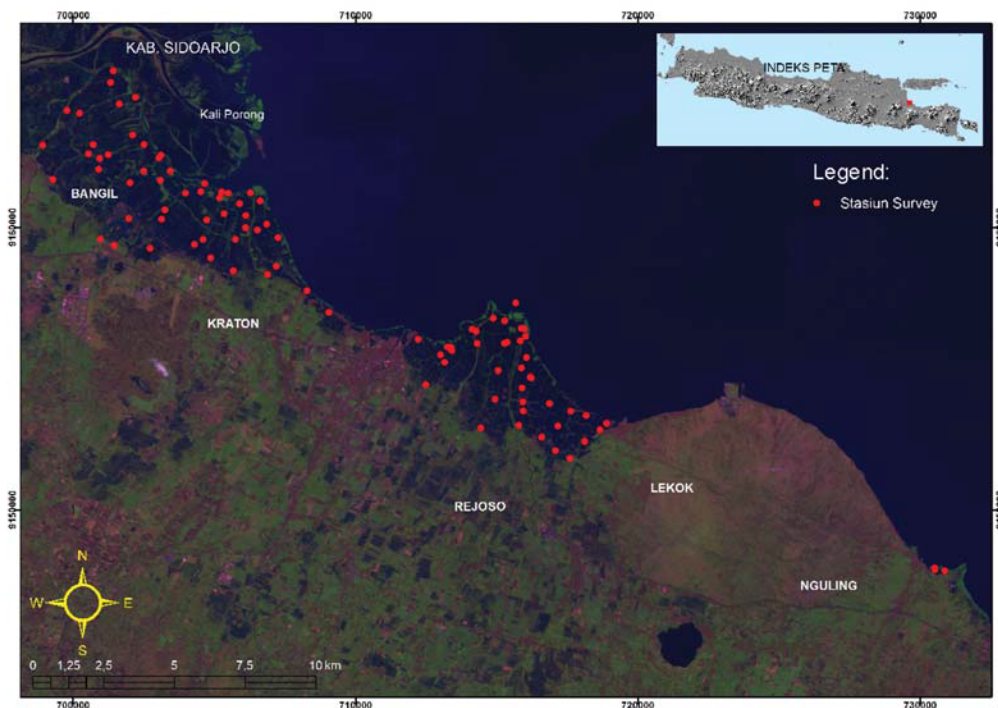 700000 710000 720000 730000
KAB. SIDOARJO
INDEKS PETA
Kali Porong
Legend:
Stasiun Survey
BANGIL
9160000
KRATON
LEKOK
REJOSO
9150000
NGULING
N
W E
S
0 1,25 2,5 5 7,5 10 km
700000 710000 720000 730000